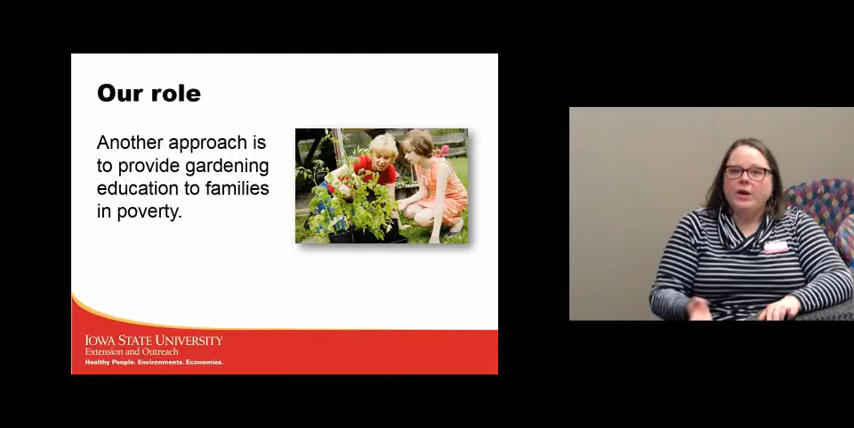 Our role
Another approach is
to provide gardening
education to families
in poverty.
IOWA STATE UNIVERSITY
Extension and Outreach
Healthy People. Environments. Economies.